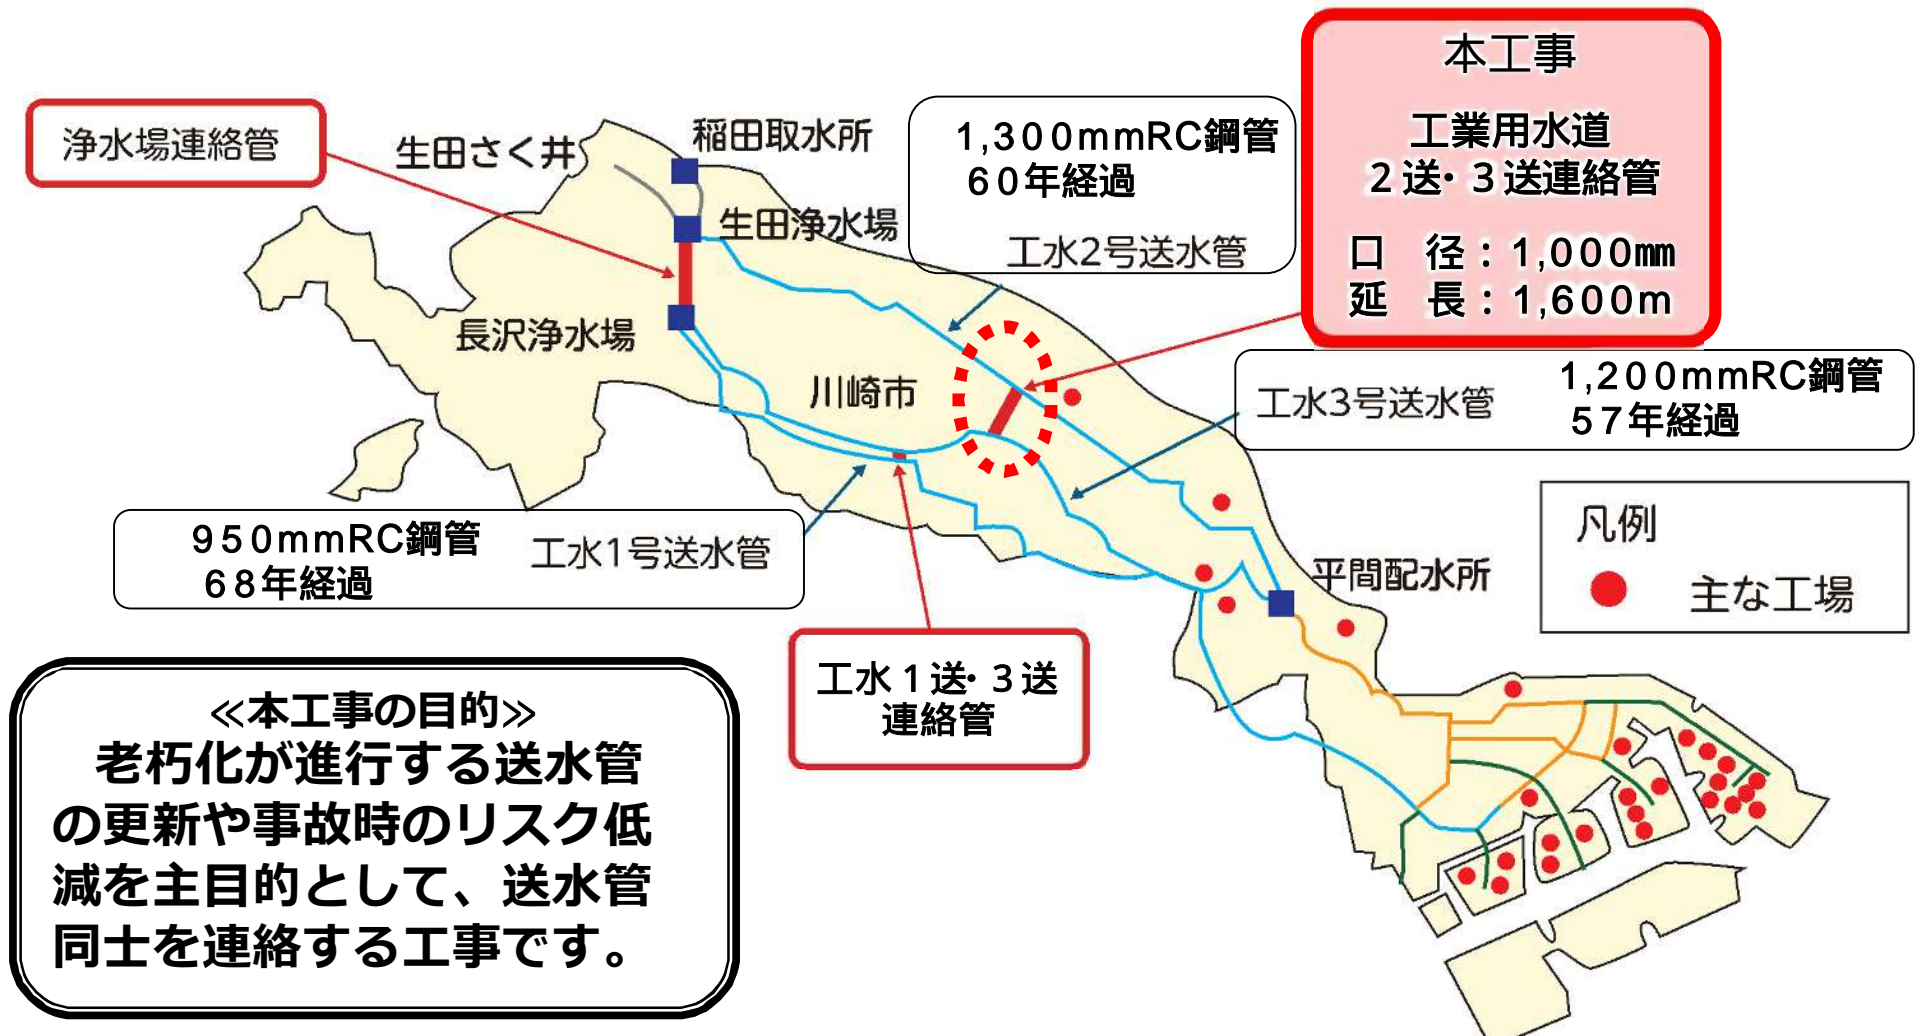 本工事
工業用水道
2送・3送連絡管
口　径：1,000㎜
延　長：1,600m
浄水場連絡管
生田さく井
稲田取水所
1,300mmRC鋼管
60年経過
工水2号送水管
生田浄水場
長沢浄水場
川崎市
工水3号送水管
1,200mmRC鋼管
57年経過
950mmRC鋼管
68年経過
工水1号送水管
凡例
主な工場
平間配水所
工水1送・3送
連絡管
≪本工事の目的≫
老朽化が進行する送水管
の更新や事故時のリスク低
減を主目的として、送水管
同士を連絡する工事です。